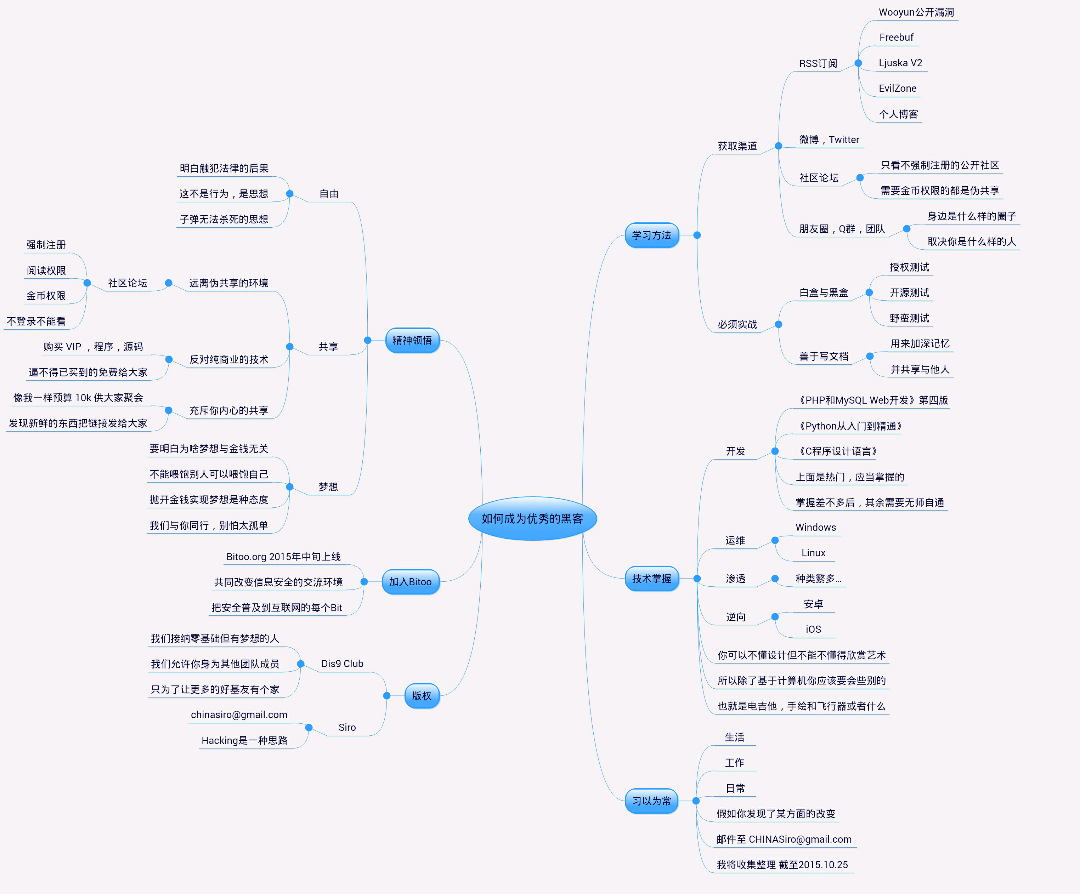 如何成为优秀的黑客
学习方法
获取渠道
RSS订阅
Wooyun公开漏洞
Freebuf
Ljuska V2
EvilZone
个人博客
微博，Twitter
社区论坛
只看不强制注册的公开社区
需要金币权限的都是伪共享
朋友圈，Q群，团队
身边是什么样的圈子
取决你是什么样的人
必须实战
白盒与黑盒
授权测试
开源测试
野蛮测试
善于写文档
用来加深记忆
并共享与他人
技术掌握
开发
《PHP和MySQL Web开发》第四版
《Python从入门到精通》
《C程序设计语言》
上面是热门，应当掌握的
掌握差不多后，其余需要无师自通
运维
Windows
Linux
渗透
种类繁多...
逆向
安卓
iOS
你可以不懂设计但不能不懂得欣赏艺术
所以除了基于计算机你应该要会些别的
也就是电吉他，手绘和飞行器或者什么
习以为常
生活
工作
日常
假如你发现了某方面的改变
邮件至 CHINASiro@gmail.com
我将收集整理 截至2015.10.25
精神领悟
自由
明白触犯法律的后果
这不是行为，是思想
子弹无法杀死的思想
共享
远离伪共享的环境
社区论坛
强制注册
阅读权限
金币权限
不登录不能看
反对纯商业的技术
购买 VIP ，程序，源码
逼不得已买到的免费给大家
充斥你内心的共享
像我一样预算 10k 供大家聚会
发现新鲜的东西把链接发给大家
梦想
要明白为啥梦想与金钱无关
不能喂饱别人可以喂饱自己
抛开金钱实现梦想是种态度
我们与你同行，别怕太孤单
加入Bitoo
Bitoo.org 2015年中旬上线
共同改变信息安全的交流环境
把安全普及到互联网的每个Bit
版权
Dis9 Club
我们接纳零基础但有梦想的人
我们允许你身为其他团队成员
只为了让更多的好基友有个家
Siro
chinasiro@gmail.com
Hacking是一种思路